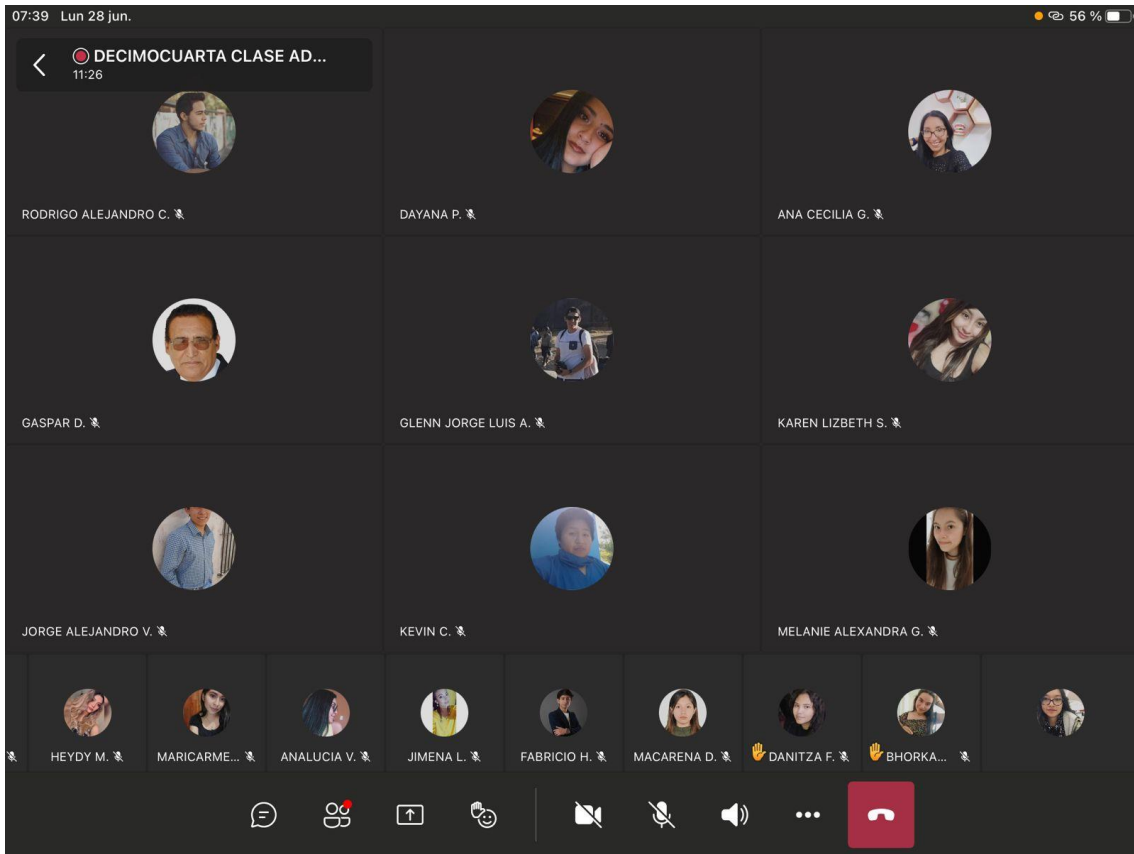 07:39 Lun 28 jun.
56 %
DECIMOCUARTA CLASE AD...
11:26
RODRIGO ALEJANDRO C.
DAYANA P.
ANA CECILIA G.
GASPAR D.
GLENN JORGE LUIS A.
KAREN LIZBETH S.
JORGE ALEJANDRO V.
KEVIN C.
MELANIE ALEXANDRA G.
HEYDY M.
MARICARME...
ANALUCIA V.
JIMENA L.
FABRICIO H.
MACARENA D.
DANITZA F.
BHORKA...